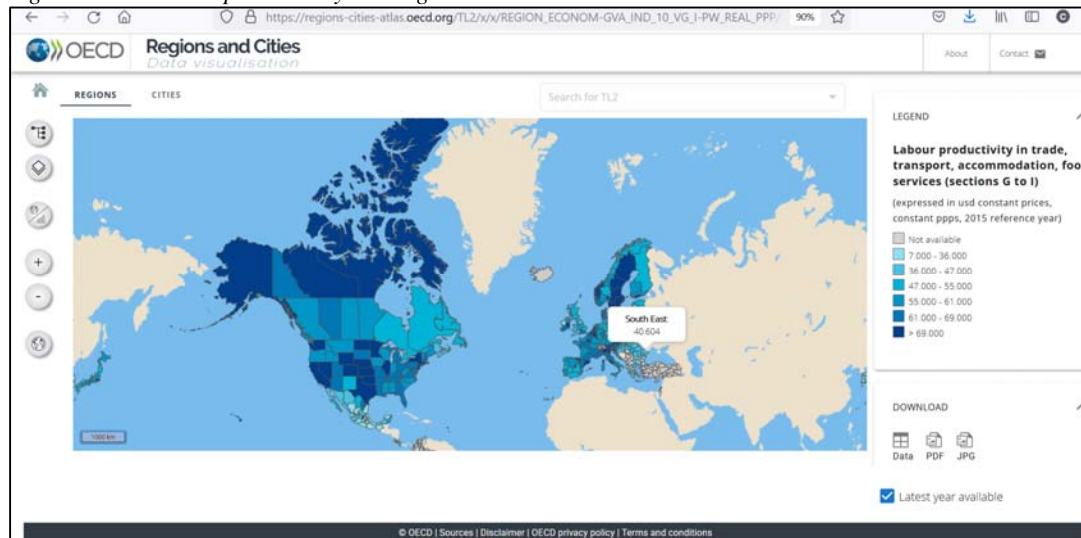 https://regions-cities-atlas.oecd.org/TL2/x/x/REGION_ECONOM-GVA_IND_10_VG_I-PW_REAL_PPP/
90%
OECD
Regions and Cities
Data visualisation
About
Contact
REGIONS
CITIES
Search for TL2
South East
40.604
1000 km
LEGEND
Labour productivity in trade,
transport, accommodation, foo
services (sections G to I)
(expressed in usd constant prices,
constant ppps, 2015 reference year)
Not available
7.000 - 36.000
36.000 - 47.000
47.000 - 55.000
55.000 - 61.000
61.000 - 69.000
> 69.000
DOWNLOAD
Data PDF JPG
Latest year available
© OECD | Sources | Disclaimer | OECD privacy policy | Terms and conditions